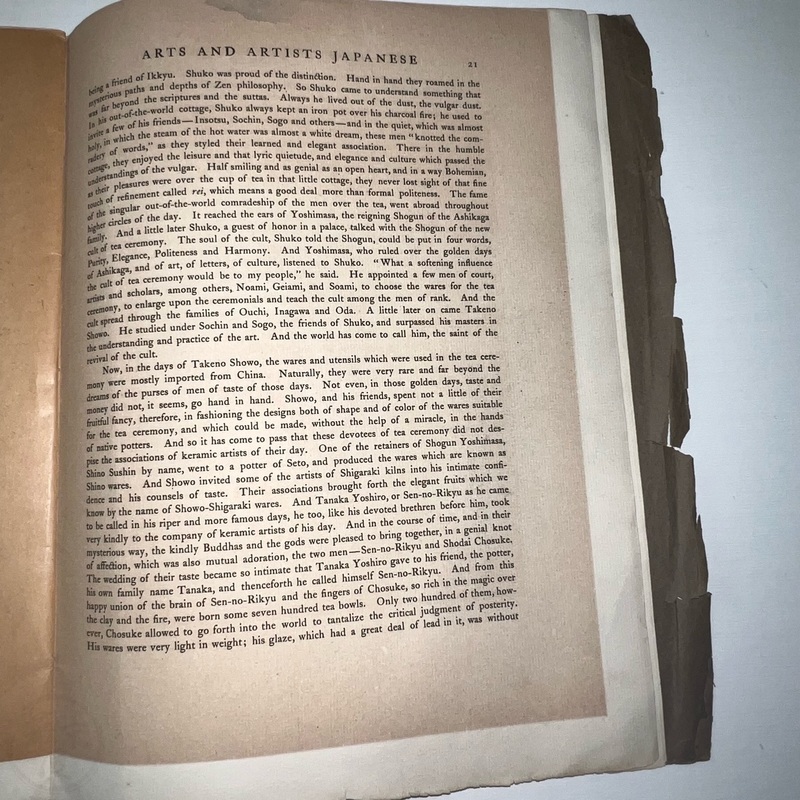 ARTS AND ARTISTS JAPANESE
21
being a friend of Ikkyu. Shuko was proud of the distinction. Hand in hand they roamed in the
mysterious paths and depths of Zen philosophy. So Shuko came to understand something that
was far beyond the scriptures and the suttas. Always he lived out of the dust, the vulgar dust.
In his out-of-the-world cottage, Shuko always kept an iron pot over his charcoal fire; he used to
invite a few of his friends—Insotsu, Sochin, Sogo and others—and in the quiet, which was almost
holy, in which the steam of the hot water was almost a white dream, these men "knotted the com-
radery of words," as they styled their learned and elegant association. There in the humble
cottage, they enjoyed the leisure and that lyric quietude, and elegance and culture which passed the
understandings of the vulgar. Half smiling and as genial as an open heart, and in a way Bohemian,
as their pleasures were over the cup of tea in that little cottage, they never lost sight of that fine
touch of refinement called rei, which means a good deal more than formal politeness. The fame
of the singular out-of-the-world comradeship of the men over the tea, went abroad throughout
higher circles of the day. It reached the ears of Yoshimasa, the reigning Shogun of the Ashikaga
family. And a little later Shuko, a guest of honor in a palace, talked with the Shogun of the new
cult of tea ceremony. The soul of the cult, Shuko told the Shogun, could be put in four words,
Purity, Elegance, Politeness and Harmony. And Yoshimasa, who ruled over the golden days
of Ashikaga, and of art, of letters, of culture, listened to Shuko. "What a softening influence
the cult of tea ceremony would be to my people," he said. He appointed a few men of court,
artists and scholars, among others, Noami, Geiami, and Soami, to choose the wares for the tea
ceremony, to enlarge upon the ceremonials and teach the cult among the men of rank. And the
cult spread through the families of Ouchi, Inagawa and Oda. A little later on came Takeno
Showo. He studied under Sochin and Sogo, the friends of Shuko, and surpassed his masters in
the understanding and practice of the art. And the world has come to call him, the saint of the
revival of the cult.
Now, in the days of Takeno Showo, the wares and utensils which were used in the tea cere-
mony were mostly imported from China. Naturally, they were very rare and far beyond the
dreams of the purses of men of taste of those days. Not even, in those golden days, taste and
money did not, it seems, go hand in hand. Showo, and his friends, spent not a little of their
fruitful fancy, therefore, in fashioning the designs both of shape and of color of the wares suitable
for the tea ceremony, and which could be made, without the help of a miracle, in the hands
of native potters. And so it has come to pass that these devotees of tea ceremony did not des-
pise the associations of keramic artists of their day. One of the retainers of Shogun Yoshimasa,
Shino Sushin by name, went to a potter of Seto, and produced the wares which are known as
Shino wares. And Showo invited some of the artists of Shigaraki kilns into his intimate confi-
dence and his counsels of taste. Their associations brought forth the elegant fruits which we
know by the name of Showo-Shigaraki wares. And Tanaka Yoshiro, or Sen-no-Rikyu as he came
to be called in his riper and more famous days, he too, like his devoted brethren before him, took
very kindly to the company of keramic artists of his day. And in the course of time, and in their
mysterious way, the kindly Buddhas and the gods were pleased to bring together, in a genial knot
of affection, which was also mutual adoration, the two men—Sen-no-Rikyu and Shodai Chosuke.
The wedding of their taste became so intimate that Tanaka Yoshiro gave to his friend, the potter,
his own family name Tanaka, and thenceforth he called himself Sen-no-Rikyu. And from this
happy union of the brain of Sen-no-Rikyu and the fingers of Chosuke, so rich in the magic over
the clay and the fire, were born some seven hundred tea bowls. Only two hundred of them, how-
ever, Chosuke allowed to go forth into the world to tantalize the critical judgment of posterity.
His wares were very light in weight; his glaze, which had a great deal of lead in it, was without